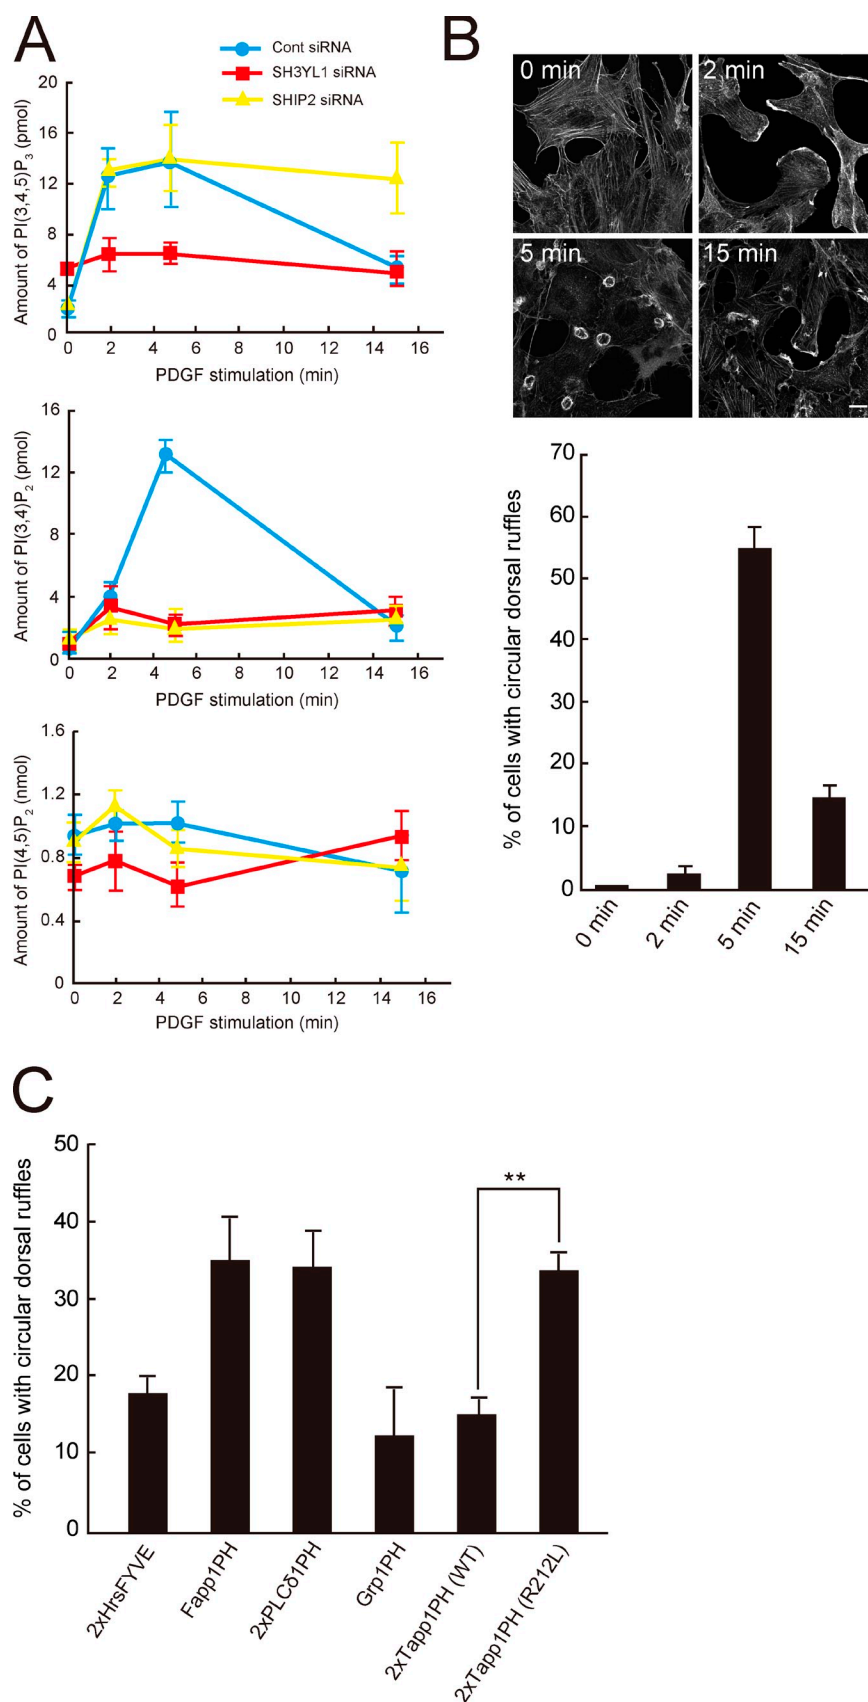 A
Cont siRNA
SH3YL1 siRNA
SHIP2 siRNA
Amount of PI(3,4,5)P3 (pmol)
20
16
12
8
4
0
0 2 4 6 8 10 12 14 16
PDGF stimulation (min)
Amount of PI(3,4)P2 (pmol)
16
12
8
4
0
0 2 4 6 8 10 12 14 16
PDGF stimulation (min)
Amount of PI(4,5)P2 (nmol)
1.6
1.2
0.8
0.4
0
0 2 4 6 8 10 12 14 16
PDGF stimulation (min)
B
0 min
2 min
5 min
15 min
% of cells with circular dorsal ruffles
70
60
50
40
30
20
10
0
0 min
2 min
5 min
15 min
C
% of cells with circular dorsal ruffles
50
40
30
20
10
0
**
2xHrsFYVE
Fapp1PH
2xPLCδ1PH
Grp1PH
2xTapp1PH (WT)
2xTapp1PH (R212L)